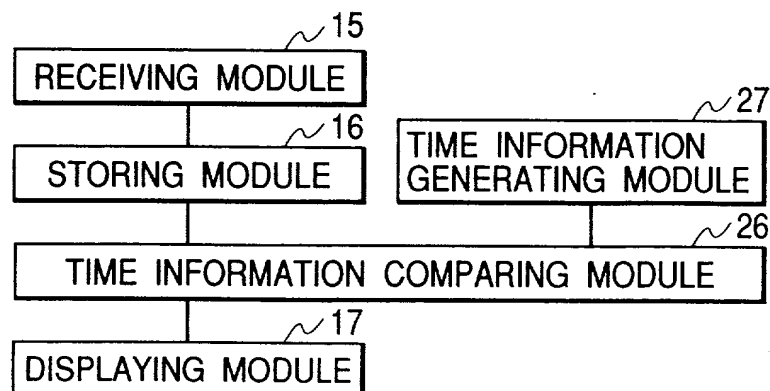 15
RECEIVING MODULE
16
STORING MODULE
27
TIME INFORMATION
GENERATING MODULE
26
TIME INFORMATION COMPARING MODULE
17
DISPLAYING MODULE